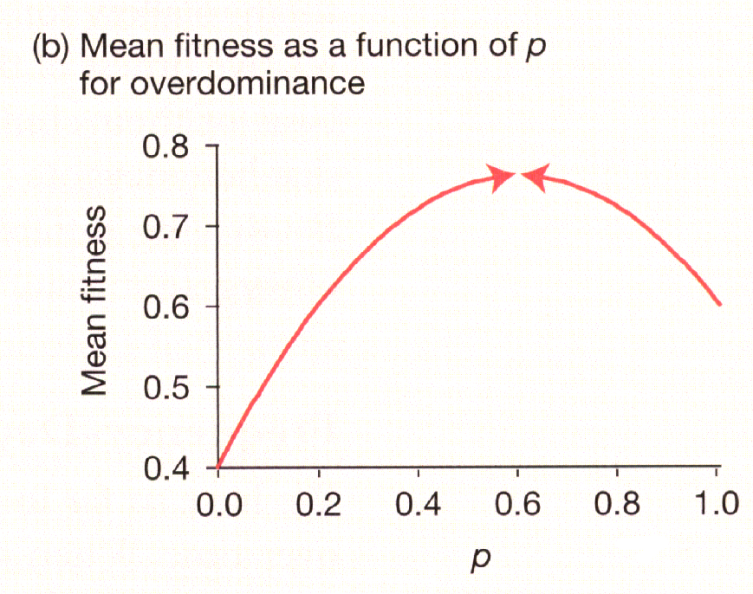 (b) Mean fitness as a function of p
for overdominance
0.8
0.7
0.6
0.5
0.4
Mean fitness
0.0 0.2 0.4 0.6 0.8 1.0
p